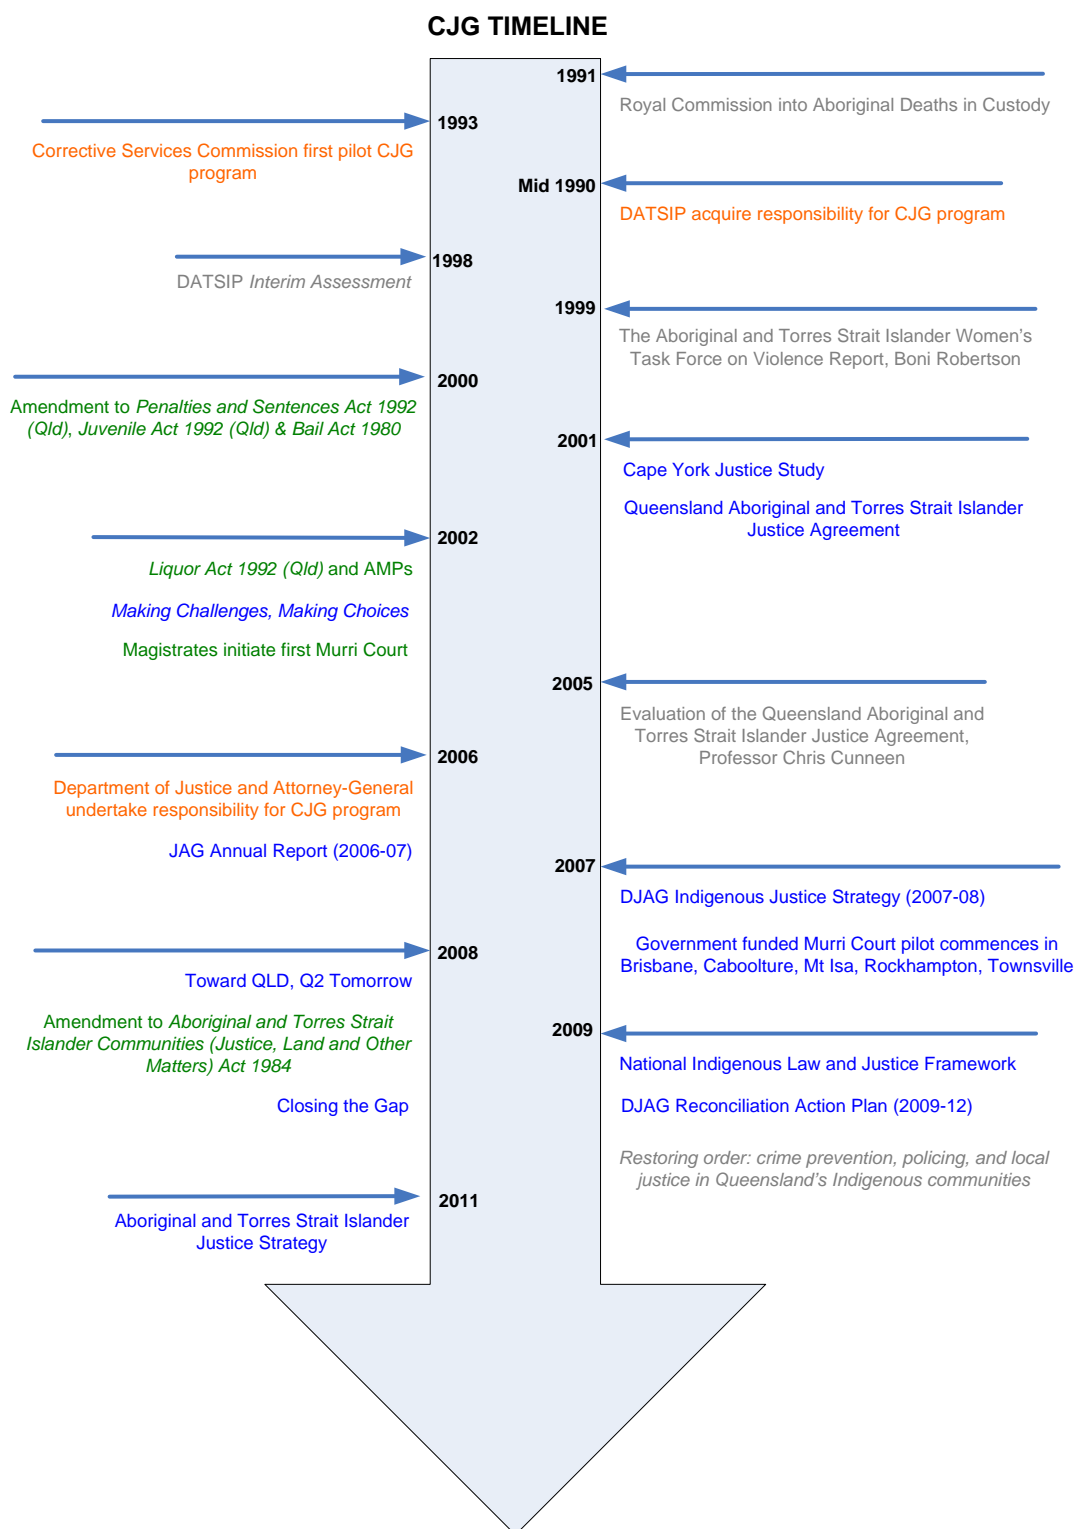 CJG TIMELINE
1991
Royal Commission into Aboriginal Deaths in Custody
1993
Corrective Services Commission first pilot CJG
program
Mid 1990
DATSIP acquire responsibility for CJG program
1998
DATSIP Interim Assessment
1999
The Aboriginal and Torres Strait Islander Women's
Task Force on Violence Report, Boni Robertson
2000
Amendment to Penalties and Sentences Act 1992
(Qld), Juvenile Act 1992 (Qld) & Bail Act 1980
2001
Cape York Justice Study
Queensland Aboriginal and Torres Strait Islander
Justice Agreement
2002
Liquor Act 1992 (Qld) and AMPs
Making Challenges, Making Choices
Magistrates initiate first Murri Court
2005
Evaluation of the Queensland Aboriginal and
Torres Strait Islander Justice Agreement,
Professor Chris Cunneen
2006
Department of Justice and Attorney-General
undertake responsibility for CJG program
JAG Annual Report (2006-07)
2007
DJAG Indigenous Justice Strategy (2007-08)
Government funded Murri Court pilot commences in
Brisbane, Caboolture, Mt Isa, Rockhampton, Townsville
2008
Toward QLD, Q2 Tomorrow
Amendment to Aboriginal and Torres Strait
Islander Communities (Justice, Land and Other
Matters) Act 1984
Closing the Gap
2009
National Indigenous Law and Justice Framework
DJAG Reconciliation Action Plan (2009-12)
Restoring order: crime prevention, policing, and local
justice in Queensland's Indigenous communities
2011
Aboriginal and Torres Strait Islander
Justice Strategy